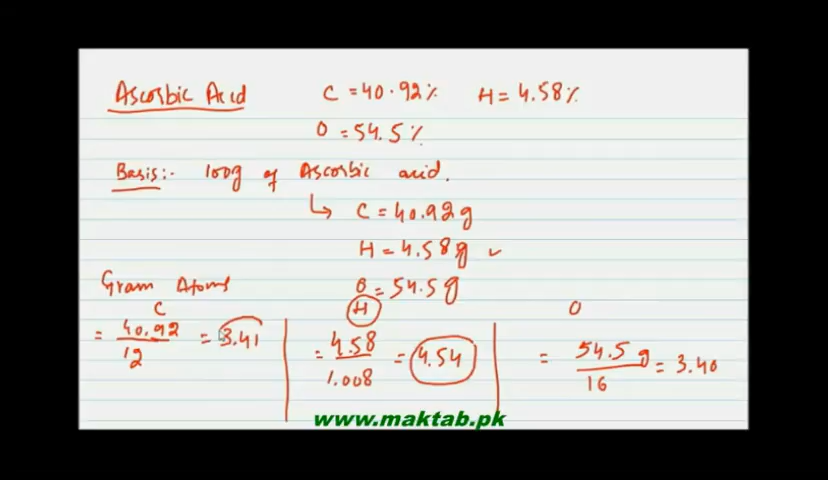 Ascorbic Acid C = 40.92% H = 4.58%
O = 54.5%
Basis:- 100g of Ascorbic acid.
↳ C = 40.92g
H = 4.58g ✓
O = 54.5g
Gram Atoms
C H O
= 40.92/12 = 3.41 = 4.58/1.008 = 4.54 = 54.5g/16 = 3.40
www.maktab.pk